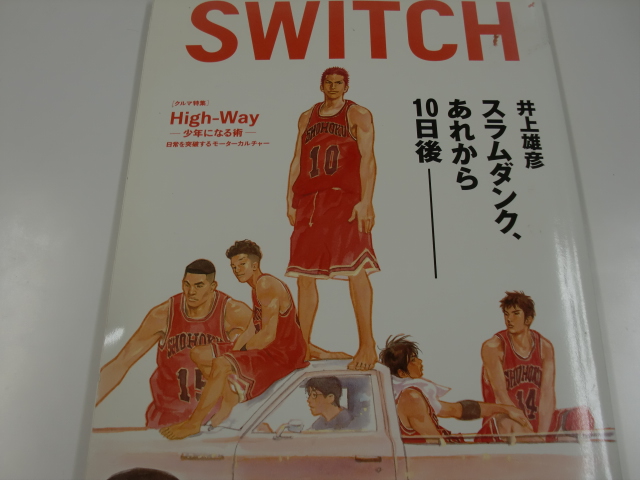 SWITCH
[クルマ特集]
High-Way
―少年になる術―
日常を突破するモーターカルチャー
井上雄彦
スラムダンク、
あれから
10日後――
SHOHOKU
10
SHOHOKU
15
SHOHOKU
14